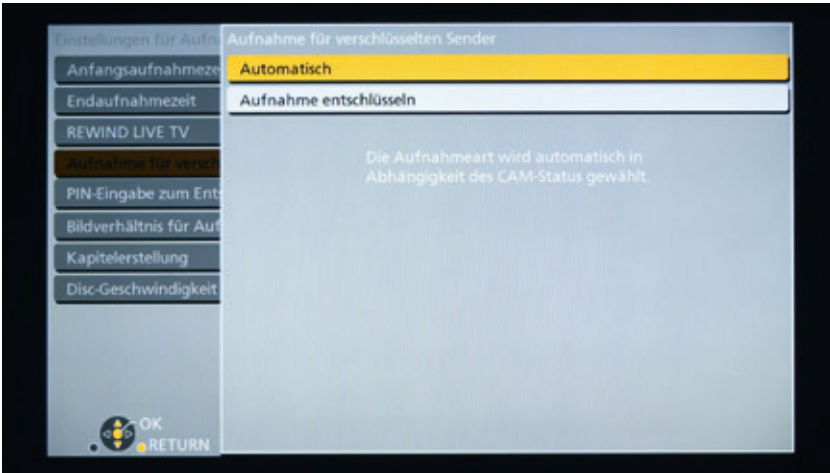 Einstellungen für Aufn
Aufnahme für verschlüsselten Sender
Anfangsaufnahmeze
Automatisch
Endaufnahmezeit
Aufnahme entschlüsseln
REWIND LIVE TV
Aufnahme für versch
Die Aufnahmeart wird automatisch in
Abhängigkeit des CAM-Status gewählt.
PIN-Eingabe zum Ents
Bildverhältnis für Auf
Kapitelerstellung
Disc-Geschwindigkeit
OK
RETURN